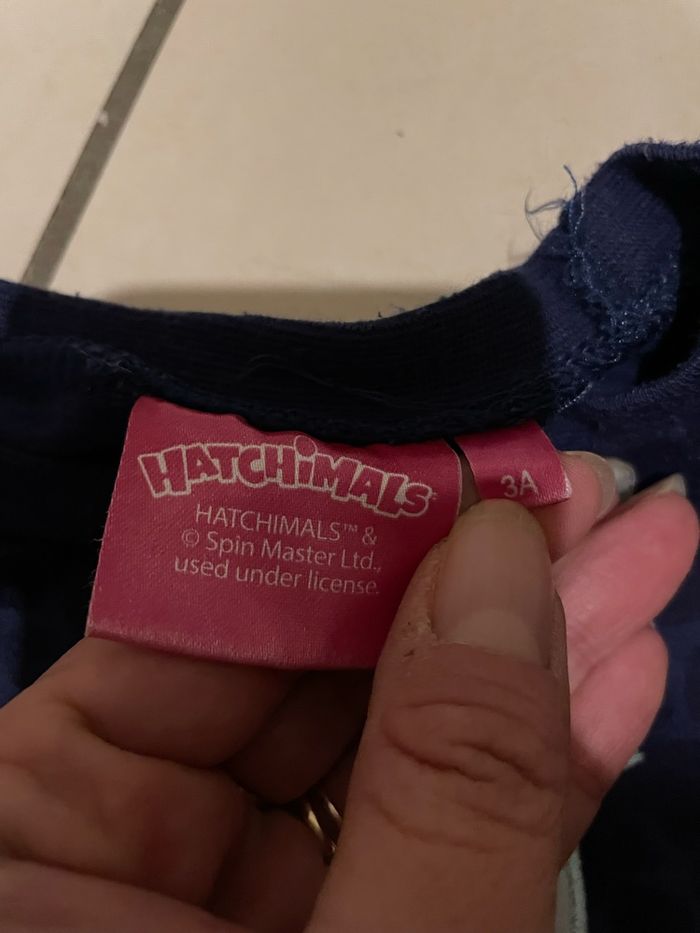 HATCHiMALS
HATCHIMALS™ &
© Spin Master Ltd.,
used under license.
3A